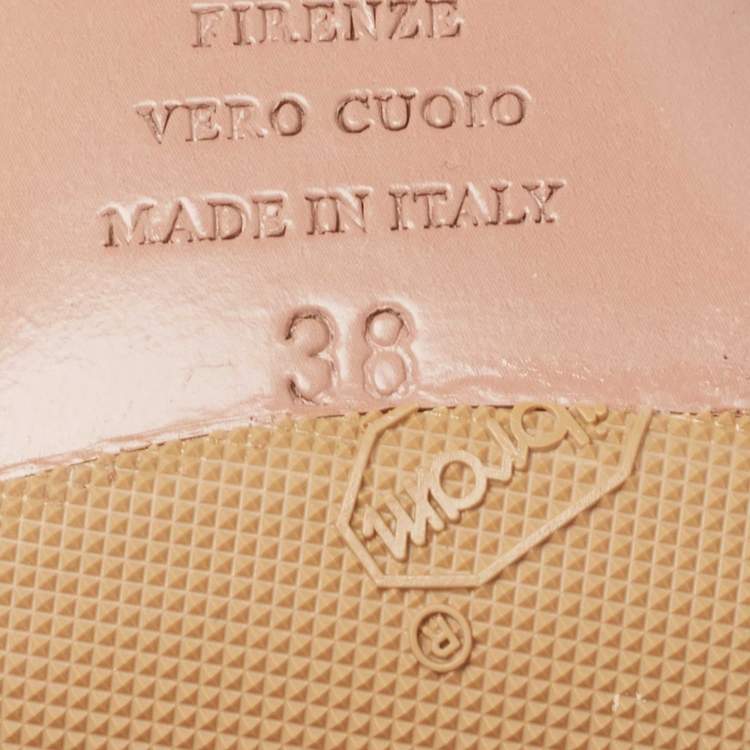 FIRENZE
VERO CUOIO
MADE IN ITALY
38
®